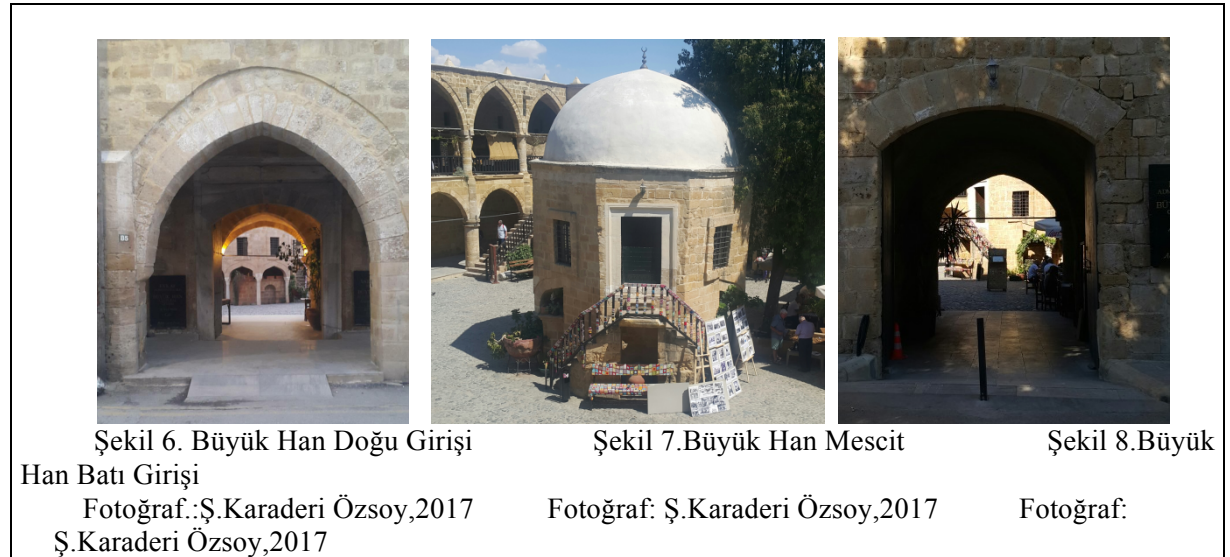 Şekil 6. Büyük Han Doğu Girişi Şekil 7.Büyük Han Mescit Şekil 8.Büyük
Han Batı Girişi
Fotoğraf.:Ş.Karaderi Özsoy,2017 Fotoğraf: Ş.Karaderi Özsoy,2017 Fotoğraf:
Ş.Karaderi Özsoy,2017